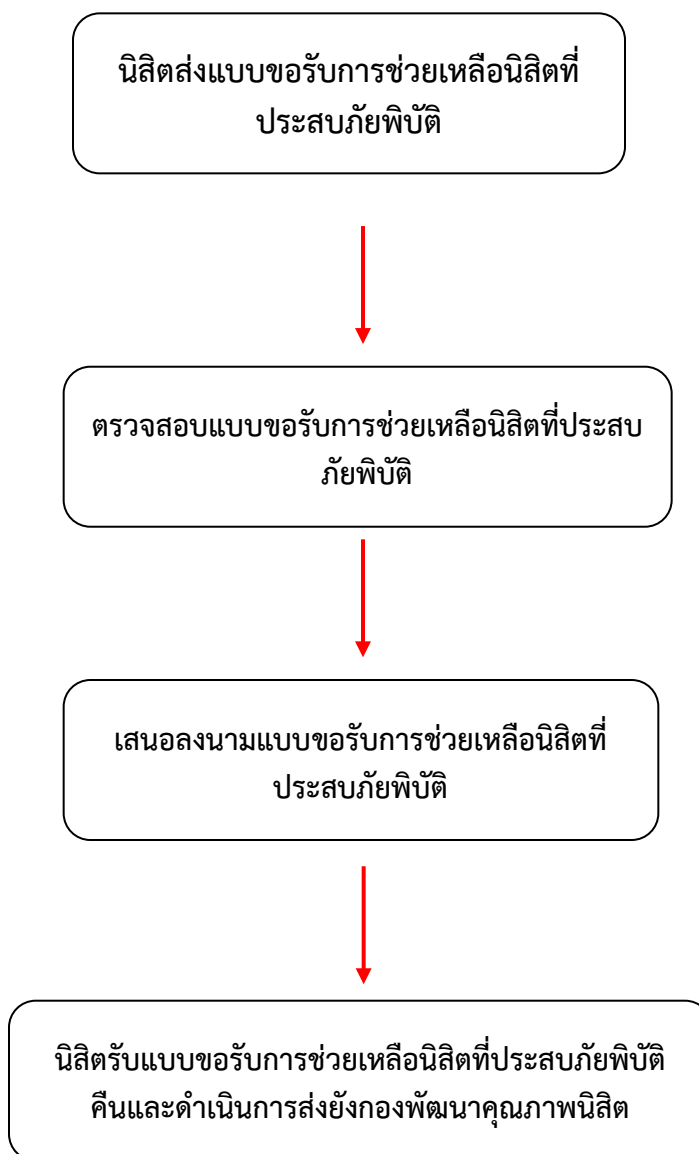 นิสิตส่งแบบขอรับการช่วยเหลือนิสิตที่
ประสบภัยพิบัติ
ตรวจสอบแบบขอรับการช่วยเหลือนิสิตที่ประสบ
ภัยพิบัติ
เสนอลงนามแบบขอรับการช่วยเหลือนิสิตที่
ประสบภัยพิบัติ
นิสิตรับแบบขอรับการช่วยเหลือนิสิตที่ประสบภัยพิบัติ
คืนและดำเนินการส่งยังกองพัฒนาคุณภาพนิสิต